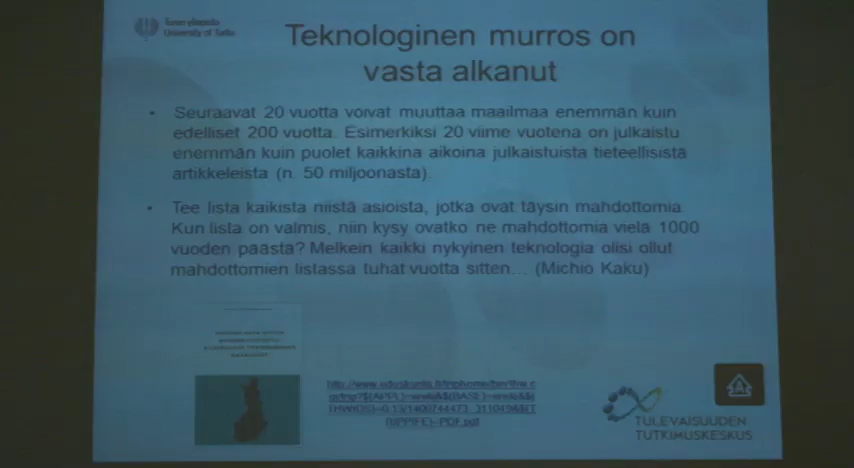 Turun yliopisto
University of Turku
Teknologinen murros on
vasta alkanut
• Seuraavat 20 vuotta voivat muuttaa maailmaa enemmän kuin
edelliset 200 vuotta. Esimerkiksi 20 viime vuotena on julkaistu
enemmän kuin puolet kaikkina aikoina julkaistuista tieteellisistä
artikkeleista (n. 50 miljoonasta).
• Tee lista kaikista niistä asioista, jotka ovat täysin mahdottomia.
Kun lista on valmis, niin kysy ovatko ne mahdottomia vielä 1000
vuoden päästä? Melkein kaikki nykyinen teknologia olisi ollut
mahdottomien listassa tuhat vuotta sitten... (Michio Kaku)
TULEVAISUUDEN
TUTKIMUSKESKUS